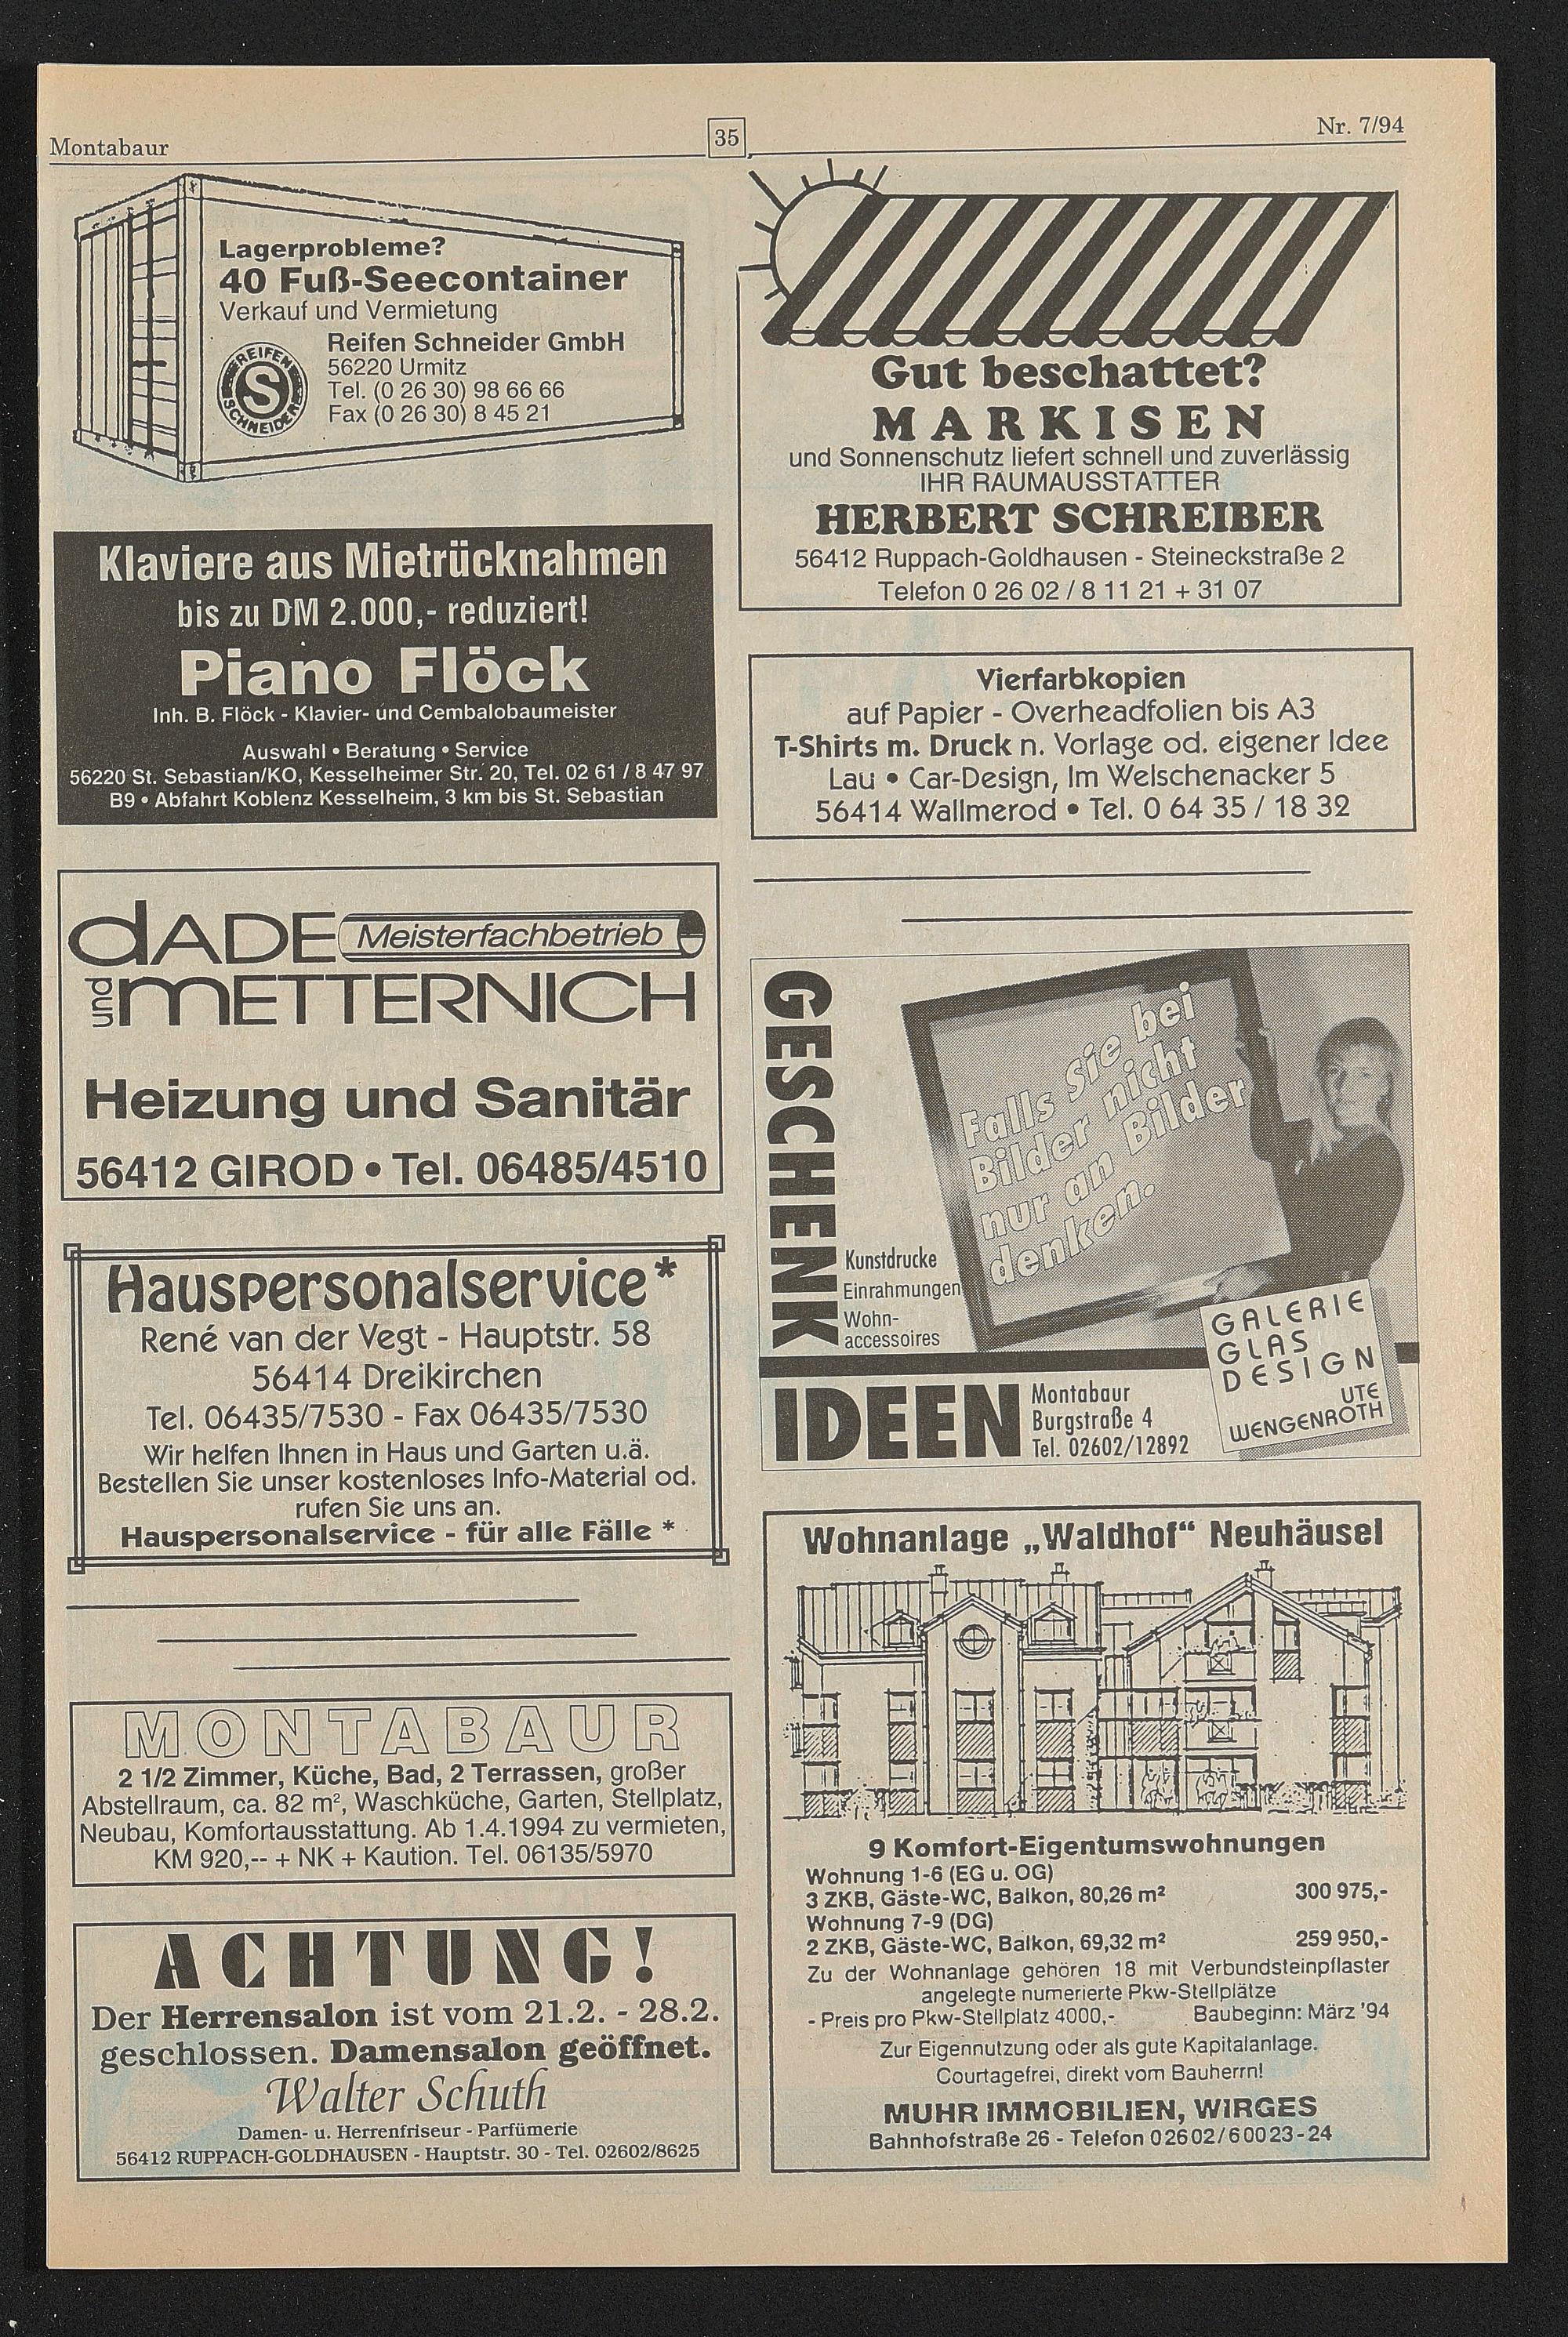 Montabaur
35
Nr. 7/94
Lagerprobleme?
40 Fuß-Seecontainer
Verkauf und Vermietung
REIFEN
S
SCHNEIDER
Reifen Schneider GmbH
56220 Urmitz
Tel. (0 26 30) 98 66 66
Fax (0 26 30) 8 45 21
Klaviere aus Mietrücknahmen
bis zu DM 2.000,- reduziert!
Piano Flöck
Inh. B. Flöck - Klavier- und Cembalobaumeister
Auswahl • Beratung • Service
56220 St. Sebastian/KO, Kesselheimer Str. 20, Tel. 02 61 / 8 47 97
B9 • Abfahrt Koblenz Kesselheim, 3 km bis St. Sebastian
dADE Meisterfachbetrieb
und METTERNICH
Heizung und Sanitär
56412 GIROD • Tel. 06485/4510
Hauspersonalservice*
René van der Vegt - Hauptstr. 58
56414 Dreikirchen
Tel. 06435/7530 - Fax 06435/7530
Wir helfen Ihnen in Haus und Garten u.ä.
Bestellen Sie unser kostenloses Info-Material od.
rufen Sie uns an.
Hauspersonalservice - für alle Fälle *
MONTABAUR
2 1/2 Zimmer, Küche, Bad, 2 Terrassen, großer
Abstellraum, ca. 82 m², Waschküche, Garten, Stellplatz,
Neubau, Komfortausstattung. Ab 1.4.1994 zu vermieten,
KM 920,-- + NK + Kaution. Tel. 06135/5970
ACHTUNG!
Der Herrensalon ist vom 21.2. - 28.2.
geschlossen. Damensalon geöffnet.
Walter Schuth
Damen- u. Herrenfriseur - Parfümerie
56412 RUPPACH-GOLDHAUSEN - Hauptstr. 30 - Tel. 02602/8625
Gut beschattet?
MARKISEN
und Sonnenschutz liefert schnell und zuverlässig
IHR RAUMAUSSTATTER
HERBERT SCHREIBER
56412 Ruppach-Goldhausen - Steineckstraße 2
Telefon 0 26 02 / 8 11 21 + 31 07
Vierfarbkopien
auf Papier - Overheadfolien bis A3
T-Shirts m. Druck n. Vorlage od. eigener Idee
Lau • Car-Design, Im Welschenacker 5
56414 Wallmerod • Tel. 0 64 35 / 18 32
GESCHENK
Falls Sie bei
Bilder nicht
nur an Bilder
denken.
Kunstdrucke
Einrahmungen
Wohn-
accessoires
GALERIE
GLAS
DESIGN
UTE
WENGENROTH
IDEEN
Montabaur
Burgstraße 4
Tel. 02602/12892
Wohnanlage „Waldhof“ Neuhäusel
9 Komfort-Eigentumswohnungen
Wohnung 1-6 (EG u. OG)
3 ZKB, Gäste-WC, Balkon, 80,26 m² 300 975,-
Wohnung 7-9 (DG)
2 ZKB, Gäste-WC, Balkon, 69,32 m² 259 950,-
Zu der Wohnanlage gehören 18 mit Verbundsteinpflaster
angelegte numerierte Pkw-Stellplätze
- Preis pro Pkw-Stellplatz 4000,- Baubeginn: März '94
Zur Eigennutzung oder als gute Kapitalanlage.
Courtagefrei, direkt vom Bauherrn!
MUHR IMMOBILIEN, WIRGES
Bahnhofstraße 26 - Telefon 02602/60023-24